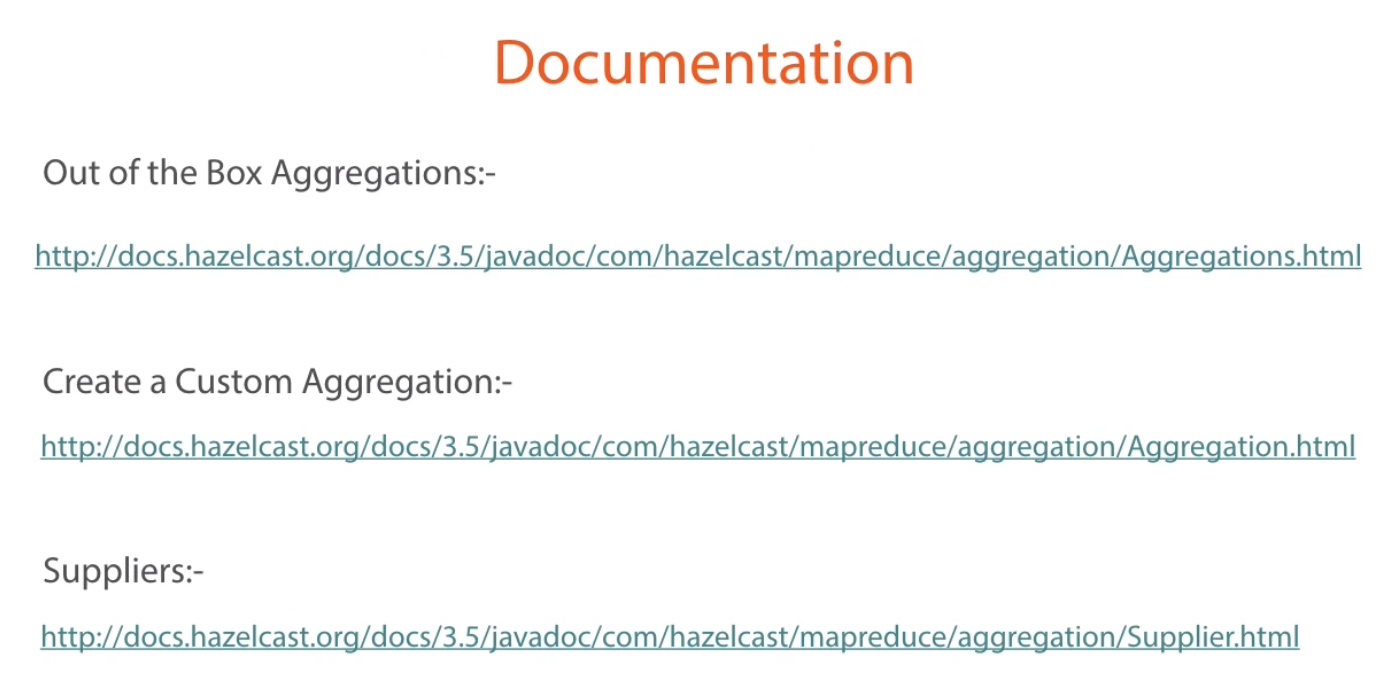 Documentation
Out of the Box Aggregations:-
http://docs.hazelcast.org/docs/3.5/javadoc/com/hazelcast/mapreduce/aggregation/Aggregations.html
Create a Custom Aggregation:-
http://docs.hazelcast.org/docs/3.5/javadoc/com/hazelcast/mapreduce/aggregation/Aggregation.html
Suppliers:-
http://docs.hazelcast.org/docs/3.5/javadoc/com/hazelcast/mapreduce/aggregation/Supplier.html